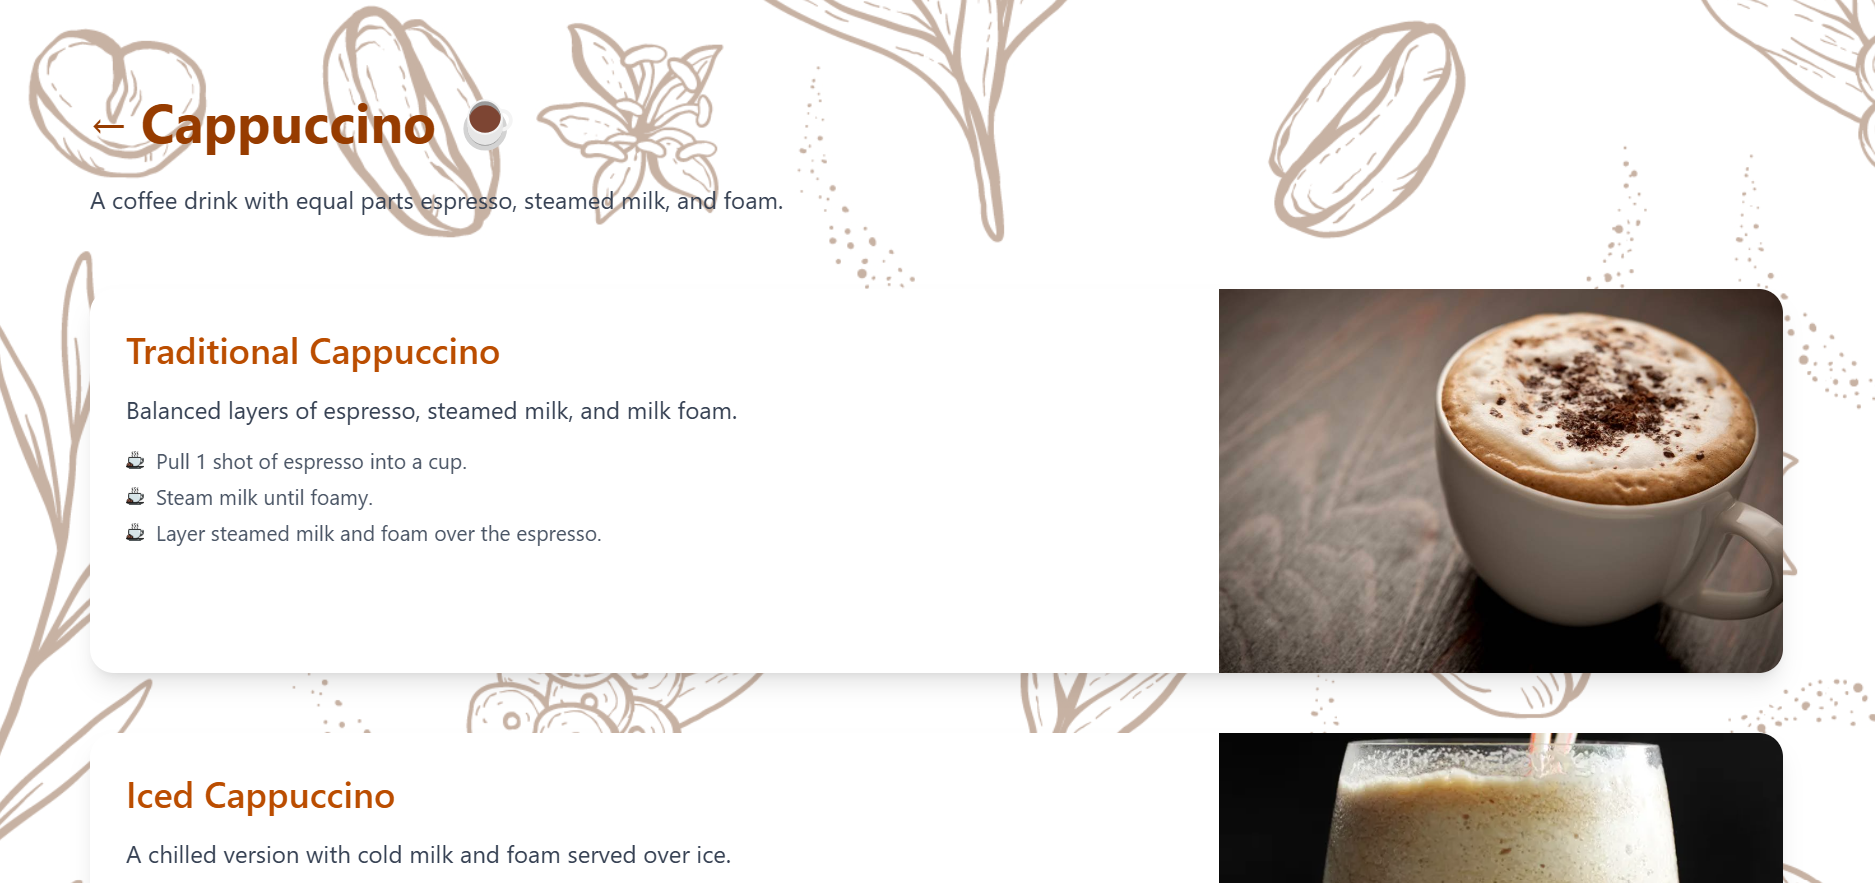 ← Cappuccino ☕
A coffee drink with equal parts espresso, steamed milk, and foam.
Traditional Cappuccino
Balanced layers of espresso, steamed milk, and milk foam.
Pull 1 shot of espresso into a cup.
Steam milk until foamy.
Layer steamed milk and foam over the espresso.
Iced Cappuccino
A chilled version with cold milk and foam served over ice.